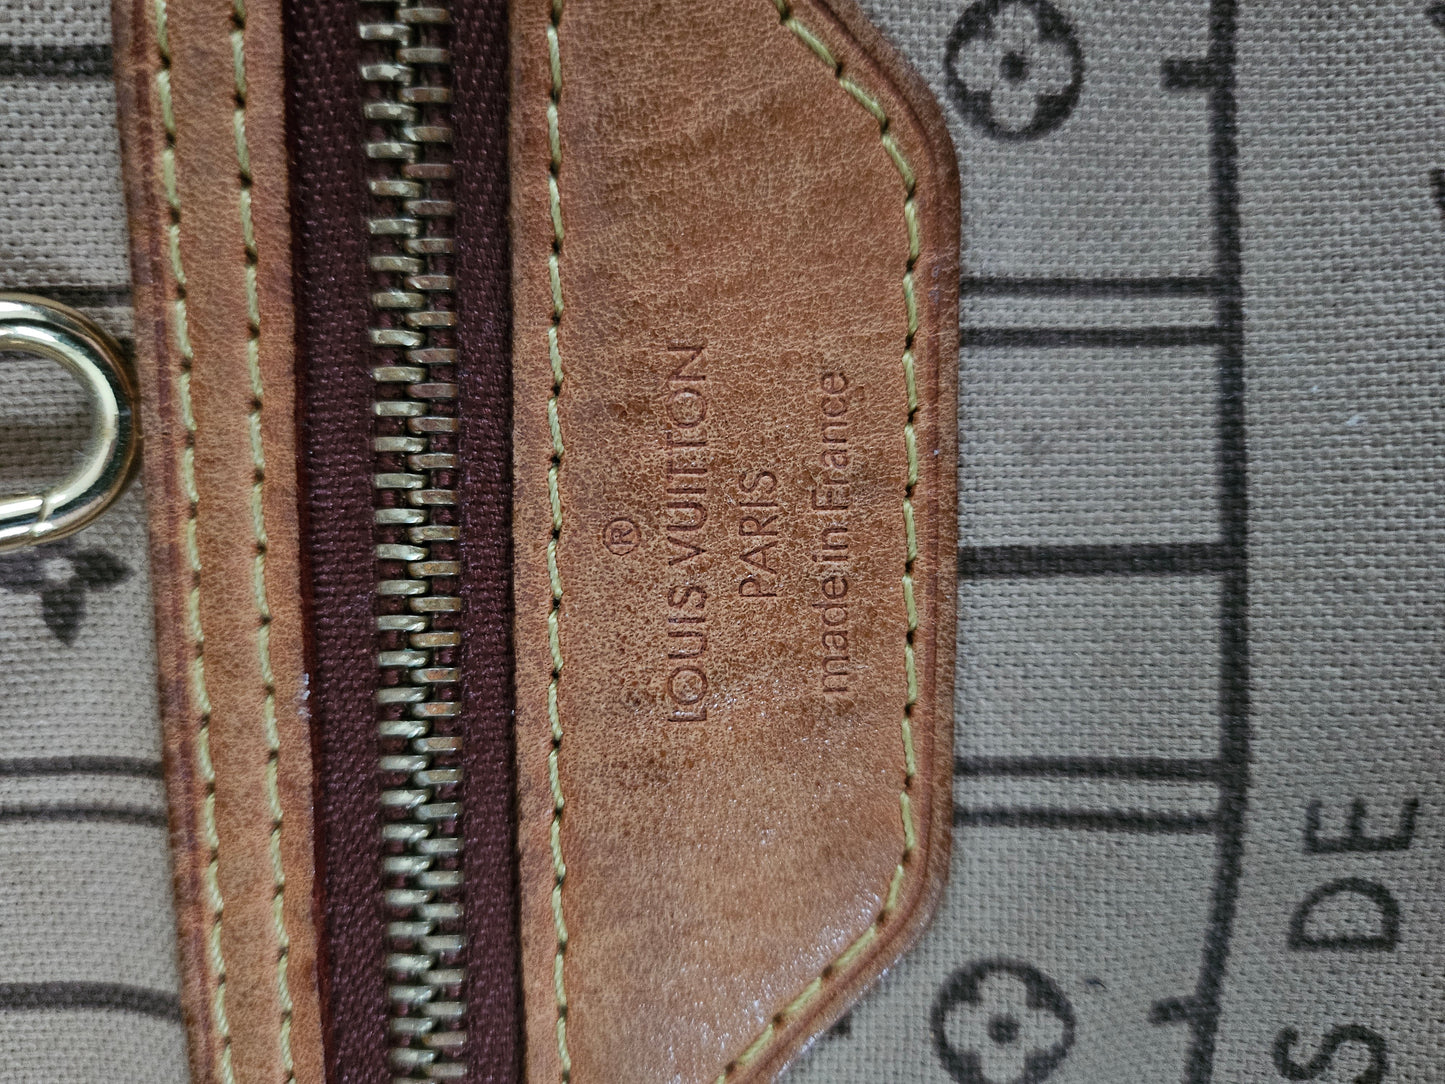 ®
LOUIS VUITTON
PARIS
made in France
S DE